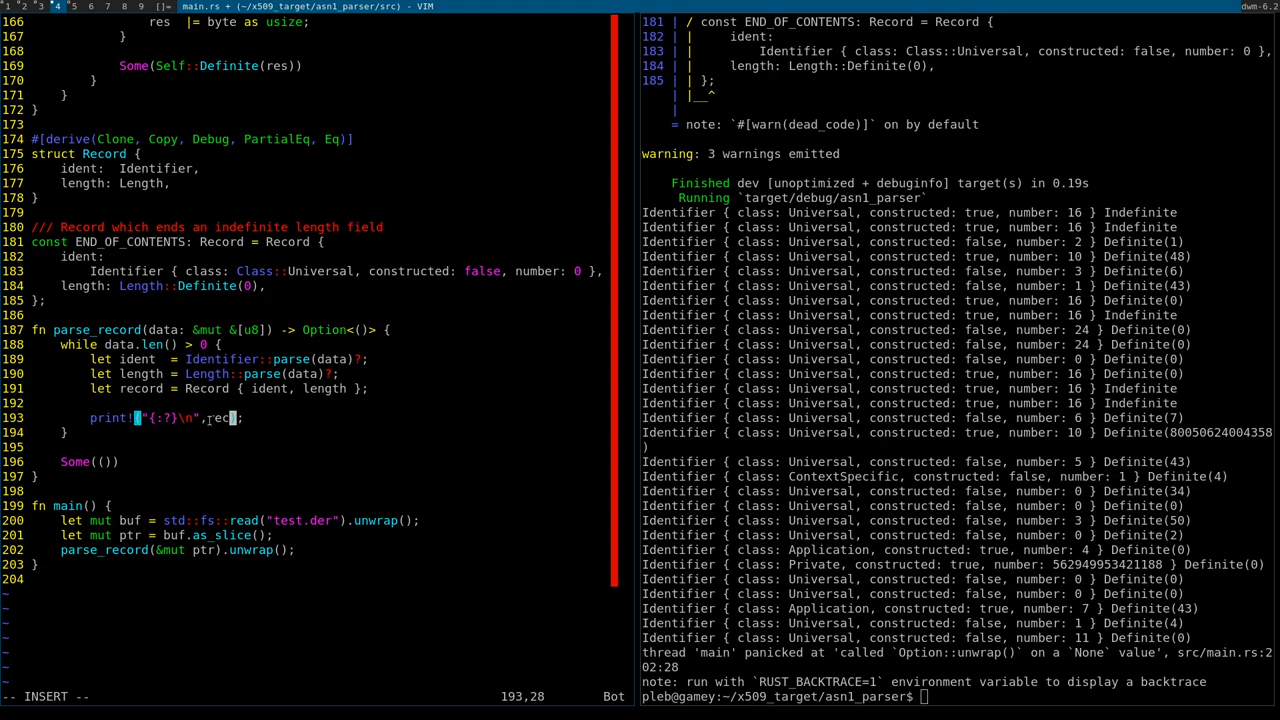 1 2 3 4 5 6 7 8 9 []= main.rs + (~/x509_target/asn1_parser/src) - VIM dwm-6.2
166                     res  |= byte as usize;
167                 }
168
169                 Some(Self::Definite(res))
170             }
171         }
172 }
173
174 #[derive(Clone, Copy, Debug, PartialEq, Eq)]
175 struct Record {
176     ident:  Identifier,
177     length: Length,
178 }
179
180 /// Record which ends an indefinite length field
181 const END_OF_CONTENTS: Record = Record {
182     ident:
183         Identifier { class: Class::Universal, constructed: false, number: 0 },
184     length: Length::Definite(0),
185 };
186
187 fn parse_record(data: &mut &[u8]) -> Option<()> {
188     while data.len() > 0 {
189         let ident  = Identifier::parse(data)?;
190         let length = Length::parse(data)?;
191         let record = Record { ident, length };
192
193         print!("{:?}\n", rec);
194     }
195
196     Some(())
197 }
198
199 fn main() {
200     let mut buf = std::fs::read("test.der").unwrap();
201     let mut ptr = buf.as_slice();
202     parse_record(&mut ptr).unwrap();
203 }
204
~
~
~
~
~
~
~
-- INSERT -- 193,28 Bot
181 | / const END_OF_CONTENTS: Record = Record {
182 | |     ident:
183 | |         Identifier { class: Class::Universal, constructed: false, number: 0 },
184 | |     length: Length::Definite(0),
185 | | };
    | |__^
    |
    = note: `#[warn(dead_code)]` on by default
warning: 3 warnings emitted
    Finished dev [unoptimized + debuginfo] target(s) in 0.19s
     Running `target/debug/asn1_parser`
Identifier { class: Universal, constructed: true, number: 16 } Indefinite
Identifier { class: Universal, constructed: true, number: 16 } Indefinite
Identifier { class: Universal, constructed: false, number: 2 } Definite(1)
Identifier { class: Universal, constructed: true, number: 10 } Definite(48)
Identifier { class: Universal, constructed: false, number: 3 } Definite(6)
Identifier { class: Universal, constructed: false, number: 1 } Definite(43)
Identifier { class: Universal, constructed: true, number: 16 } Definite(0)
Identifier { class: Universal, constructed: true, number: 16 } Indefinite
Identifier { class: Universal, constructed: false, number: 24 } Definite(0)
Identifier { class: Universal, constructed: false, number: 24 } Definite(0)
Identifier { class: Universal, constructed: false, number: 0 } Definite(0)
Identifier { class: Universal, constructed: true, number: 16 } Definite(0)
Identifier { class: Universal, constructed: true, number: 16 } Indefinite
Identifier { class: Universal, constructed: true, number: 16 } Indefinite
Identifier { class: Universal, constructed: false, number: 6 } Definite(7)
Identifier { class: Universal, constructed: true, number: 10 } Definite(80050624004358
)
Identifier { class: Universal, constructed: false, number: 5 } Definite(43)
Identifier { class: ContextSpecific, constructed: false, number: 1 } Definite(4)
Identifier { class: Universal, constructed: false, number: 0 } Definite(34)
Identifier { class: Universal, constructed: false, number: 0 } Definite(0)
Identifier { class: Universal, constructed: false, number: 3 } Definite(50)
Identifier { class: Universal, constructed: false, number: 0 } Definite(2)
Identifier { class: Application, constructed: true, number: 4 } Definite(0)
Identifier { class: Private, constructed: true, number: 562949953421188 } Definite(0)
Identifier { class: Universal, constructed: false, number: 0 } Definite(0)
Identifier { class: Universal, constructed: false, number: 0 } Definite(0)
Identifier { class: Application, constructed: true, number: 7 } Definite(43)
Identifier { class: Universal, constructed: false, number: 1 } Definite(4)
Identifier { class: Universal, constructed: false, number: 11 } Definite(0)
thread 'main' panicked at 'called `Option::unwrap()` on a `None` value', src/main.rs:2
02:28
note: run with `RUST_BACKTRACE=1` environment variable to display a backtrace
pleb@gamey:~/x509_target/asn1_parser$